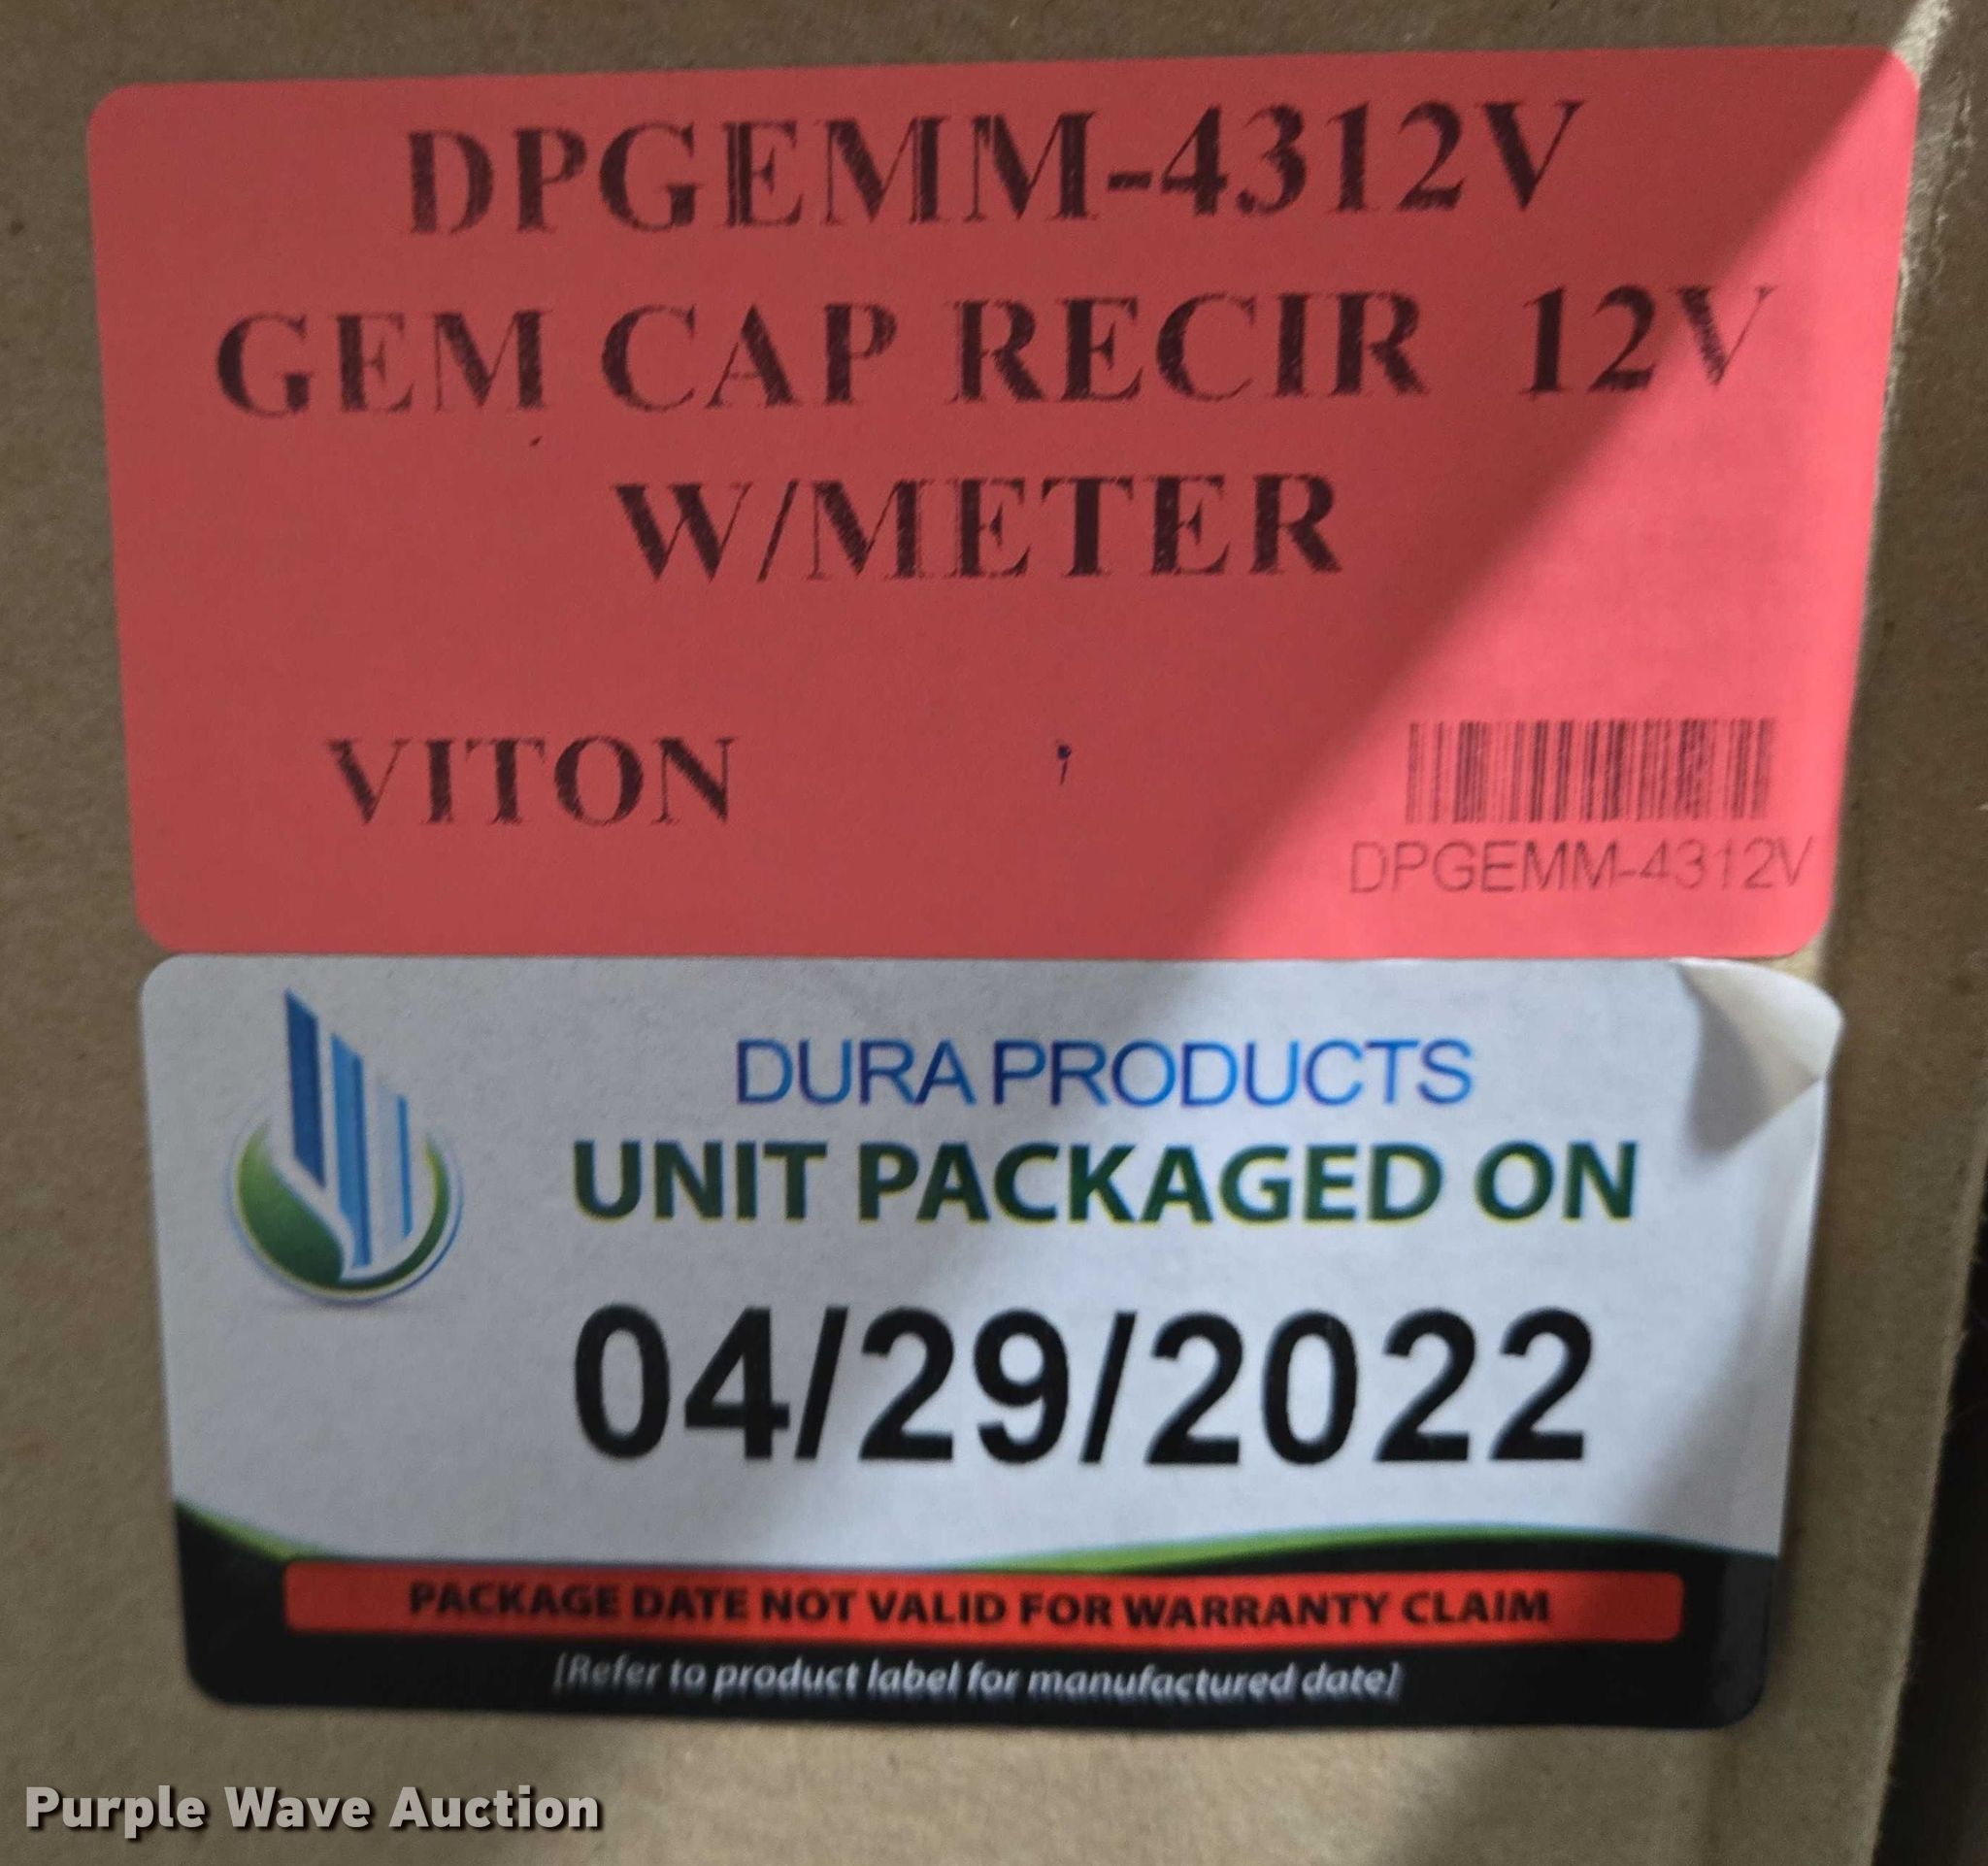 DPGEMM-4312V
GEM CAP RECIR 12V
W/METER
VITON
DPGEMM-4312V
DURA PRODUCTS
UNIT PACKAGED ON
04/29/2022
PACKAGE DATE NOT VALID FOR WARRANTY CLAIM
[Refer to product label for manufactured date]
Purple Wave Auction